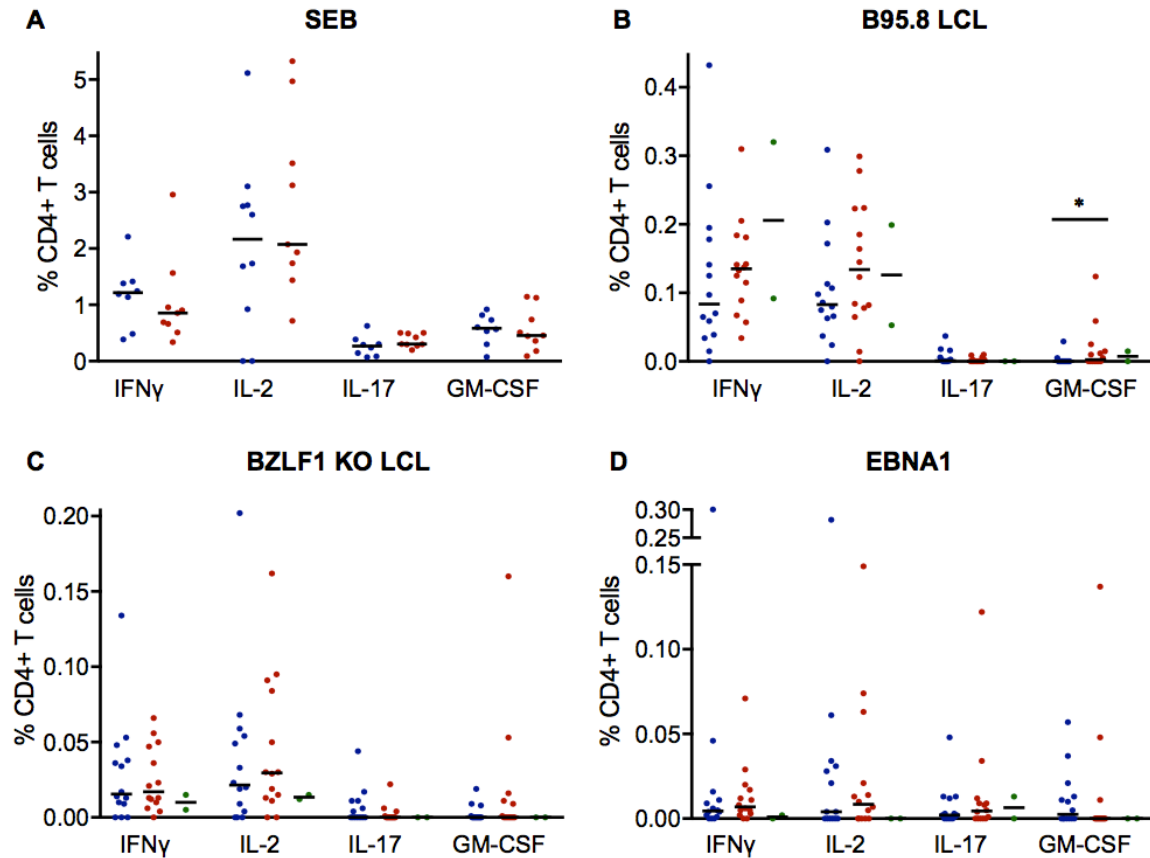 A SEB
% CD4+ T cells
5
4
3
2
1
0
IFNγ IL-2 IL-17 GM-CSF
B B95.8 LCL
% CD4+ T cells
0.4
0.3
0.2
0.1
0.0
*
IFNγ IL-2 IL-17 GM-CSF
C BZLF1 KO LCL
% CD4+ T cells
0.20
0.15
0.10
0.05
0.00
IFNγ IL-2 IL-17 GM-CSF
D EBNA1
% CD4+ T cells
0.30
0.25
0.15
0.10
0.05
0.00
IFNγ IL-2 IL-17 GM-CSF